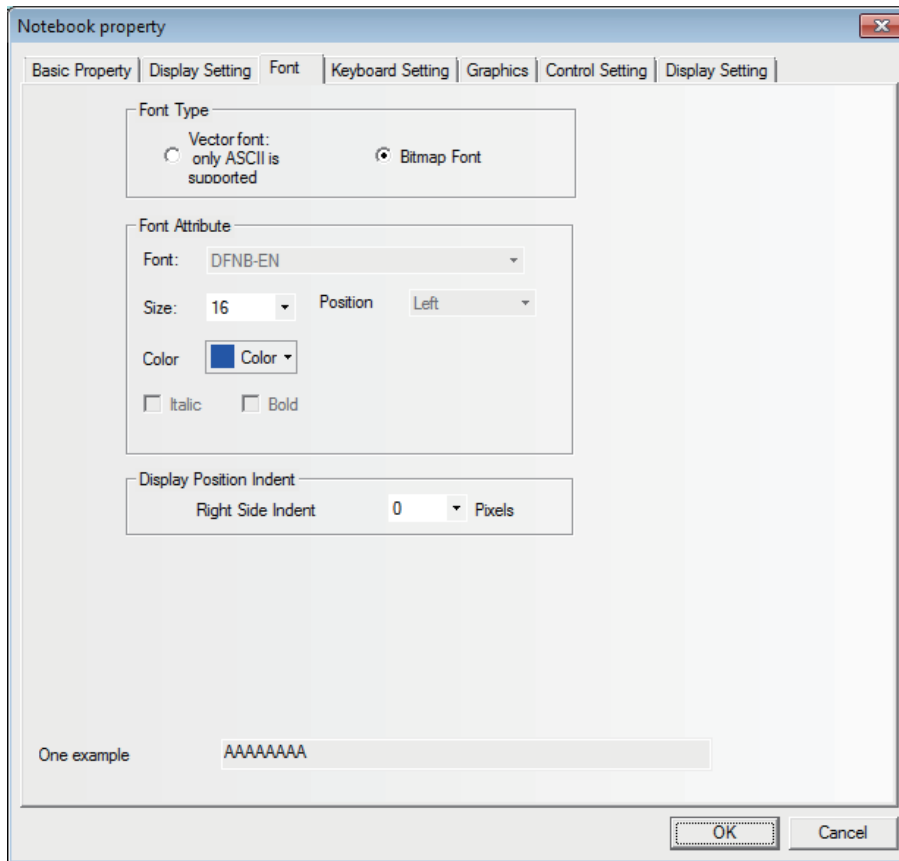 Notebook property
Basic Property Display Setting Font Keyboard Setting Graphics Control Setting Display Setting
Font Type
Vector font:
only ASCII is
supported
Bitmap Font
Font Attribute
Font: DFNB-EN
Size: 16 Position Left
Color Color
Italic Bold
Display Position Indent
Right Side Indent 0 Pixels
One example AAAAAAAA
OK Cancel